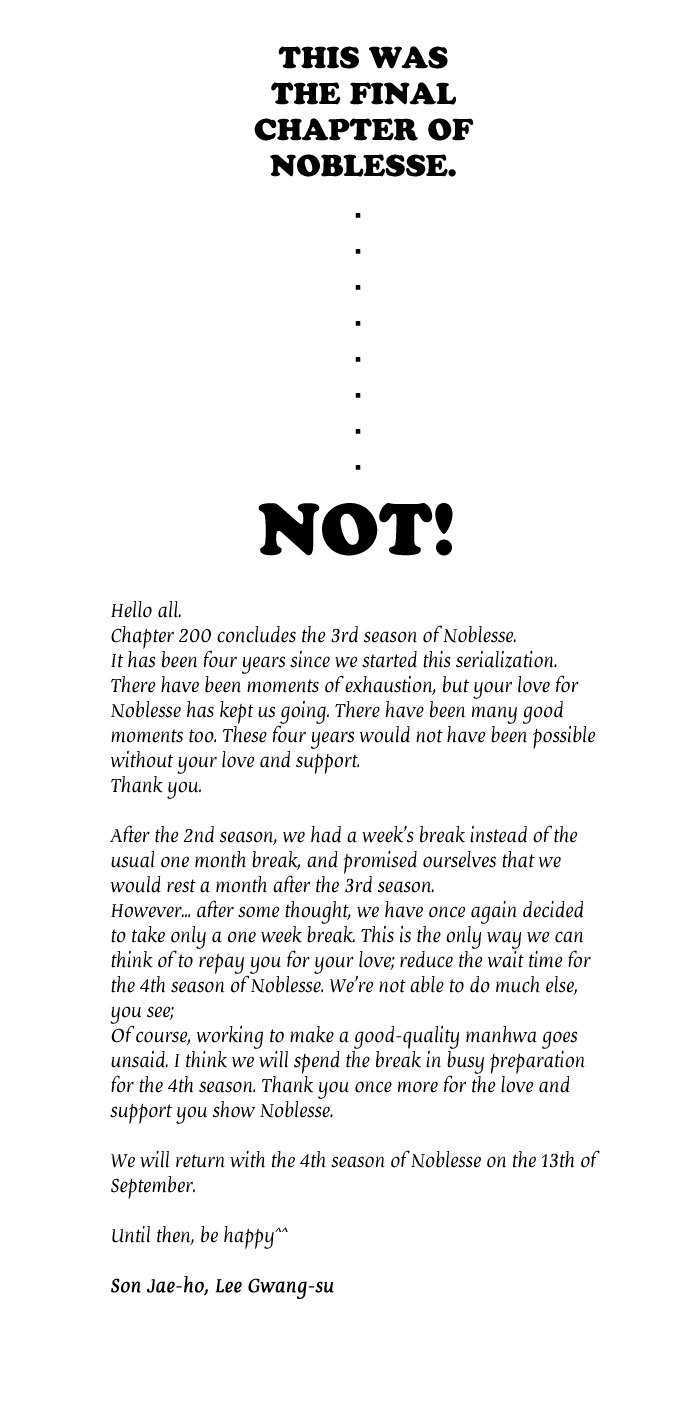 THIS WAS
THE FINAL
CHAPTER OF
NOBLESSE.
.
.
.
.
.
.
.
.
NOT!
Hello all.
Chapter 200 concludes the 3rd season of Noblesse.
It has been four years since we started this serialization.
There have been moments of exhaustion, but your love for
Noblesse has kept us going. There have been many good
moments too. These four years would not have been possible
without your love and support.
Thank you.
After the 2nd season, we had a week's break instead of the
usual one month break, and promised ourselves that we
would rest a month after the 3rd season.
However... after some thought, we have once again decided
to take only a one week break. This is the only way we can
think of to repay you for your love; reduce the wait time for
the 4th season of Noblesse. We're not able to do much else,
you see;
Of course, working to make a good-quality manhwa goes
unsaid. I think we will spend the break in busy preparation
for the 4th season. Thank you once more for the love and
support you show Noblesse.
We will return with the 4th season of Noblesse on the 13th of
September.
Until then, be happy^^
Son Jae-ho, Lee Gwang-su